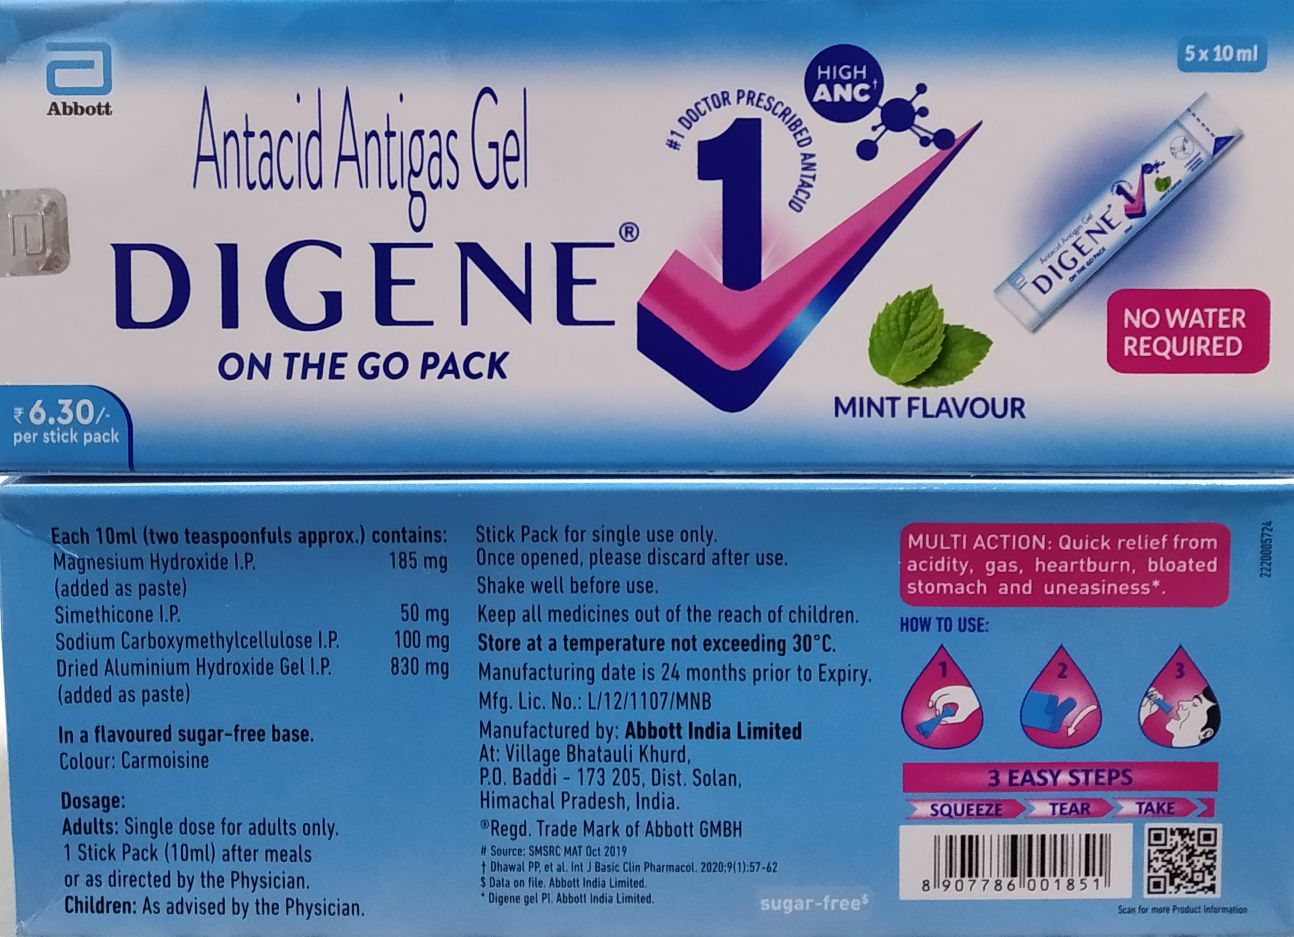 Abbott
Antacid Antigas Gel
DIGENE®
ON THE GO PACK
₹ 6.30/-
per stick pack
#1 DOCTOR PRESCRIBED ANTACID
1
HIGH
ANC†
MINT FLAVOUR
5 x 10 ml
Antacid Antigas Gel
DIGENE®
ON THE GO PACK
1
NO WATER
REQUIRED
Each 10ml (two teaspoonfuls approx.) contains:
Magnesium Hydroxide I.P. 185 mg
(added as paste)
Simethicone I.P. 50 mg
Sodium Carboxymethylcellulose I.P. 100 mg
Dried Aluminium Hydroxide Gel I.P. 830 mg
(added as paste)
In a flavoured sugar-free base.
Colour: Carmoisine
Dosage:
Adults: Single dose for adults only.
1 Stick Pack (10ml) after meals
or as directed by the Physician.
Children: As advised by the Physician.
Stick Pack for single use only.
Once opened, please discard after use.
Shake well before use.
Keep all medicines out of the reach of children.
Store at a temperature not exceeding 30°C.
Manufacturing date is 24 months prior to Expiry.
Mfg. Lic. No.: L/12/1107/MNB
Manufactured by: Abbott India Limited
At: Village Bhatauli Khurd,
P.O. Baddi - 173 205, Dist. Solan,
Himachal Pradesh, India.
®Regd. Trade Mark of Abbott GMBH
# Source: SMSRC MAT Oct 2019
† Dhawal PP, et al. Int J Basic Clin Pharmacol. 2020;9(1):57-62
$ Data on file. Abbott India Limited.
* Digene gel PI. Abbott India Limited.
sugar-free$
MULTI ACTION: Quick relief from
acidity, gas, heartburn, bloated
stomach and uneasiness*.
2220005724
HOW TO USE:
1 2 3
3 EASY STEPS
SQUEEZE TEAR TAKE
8 907786 001851
Scan for more Product Information